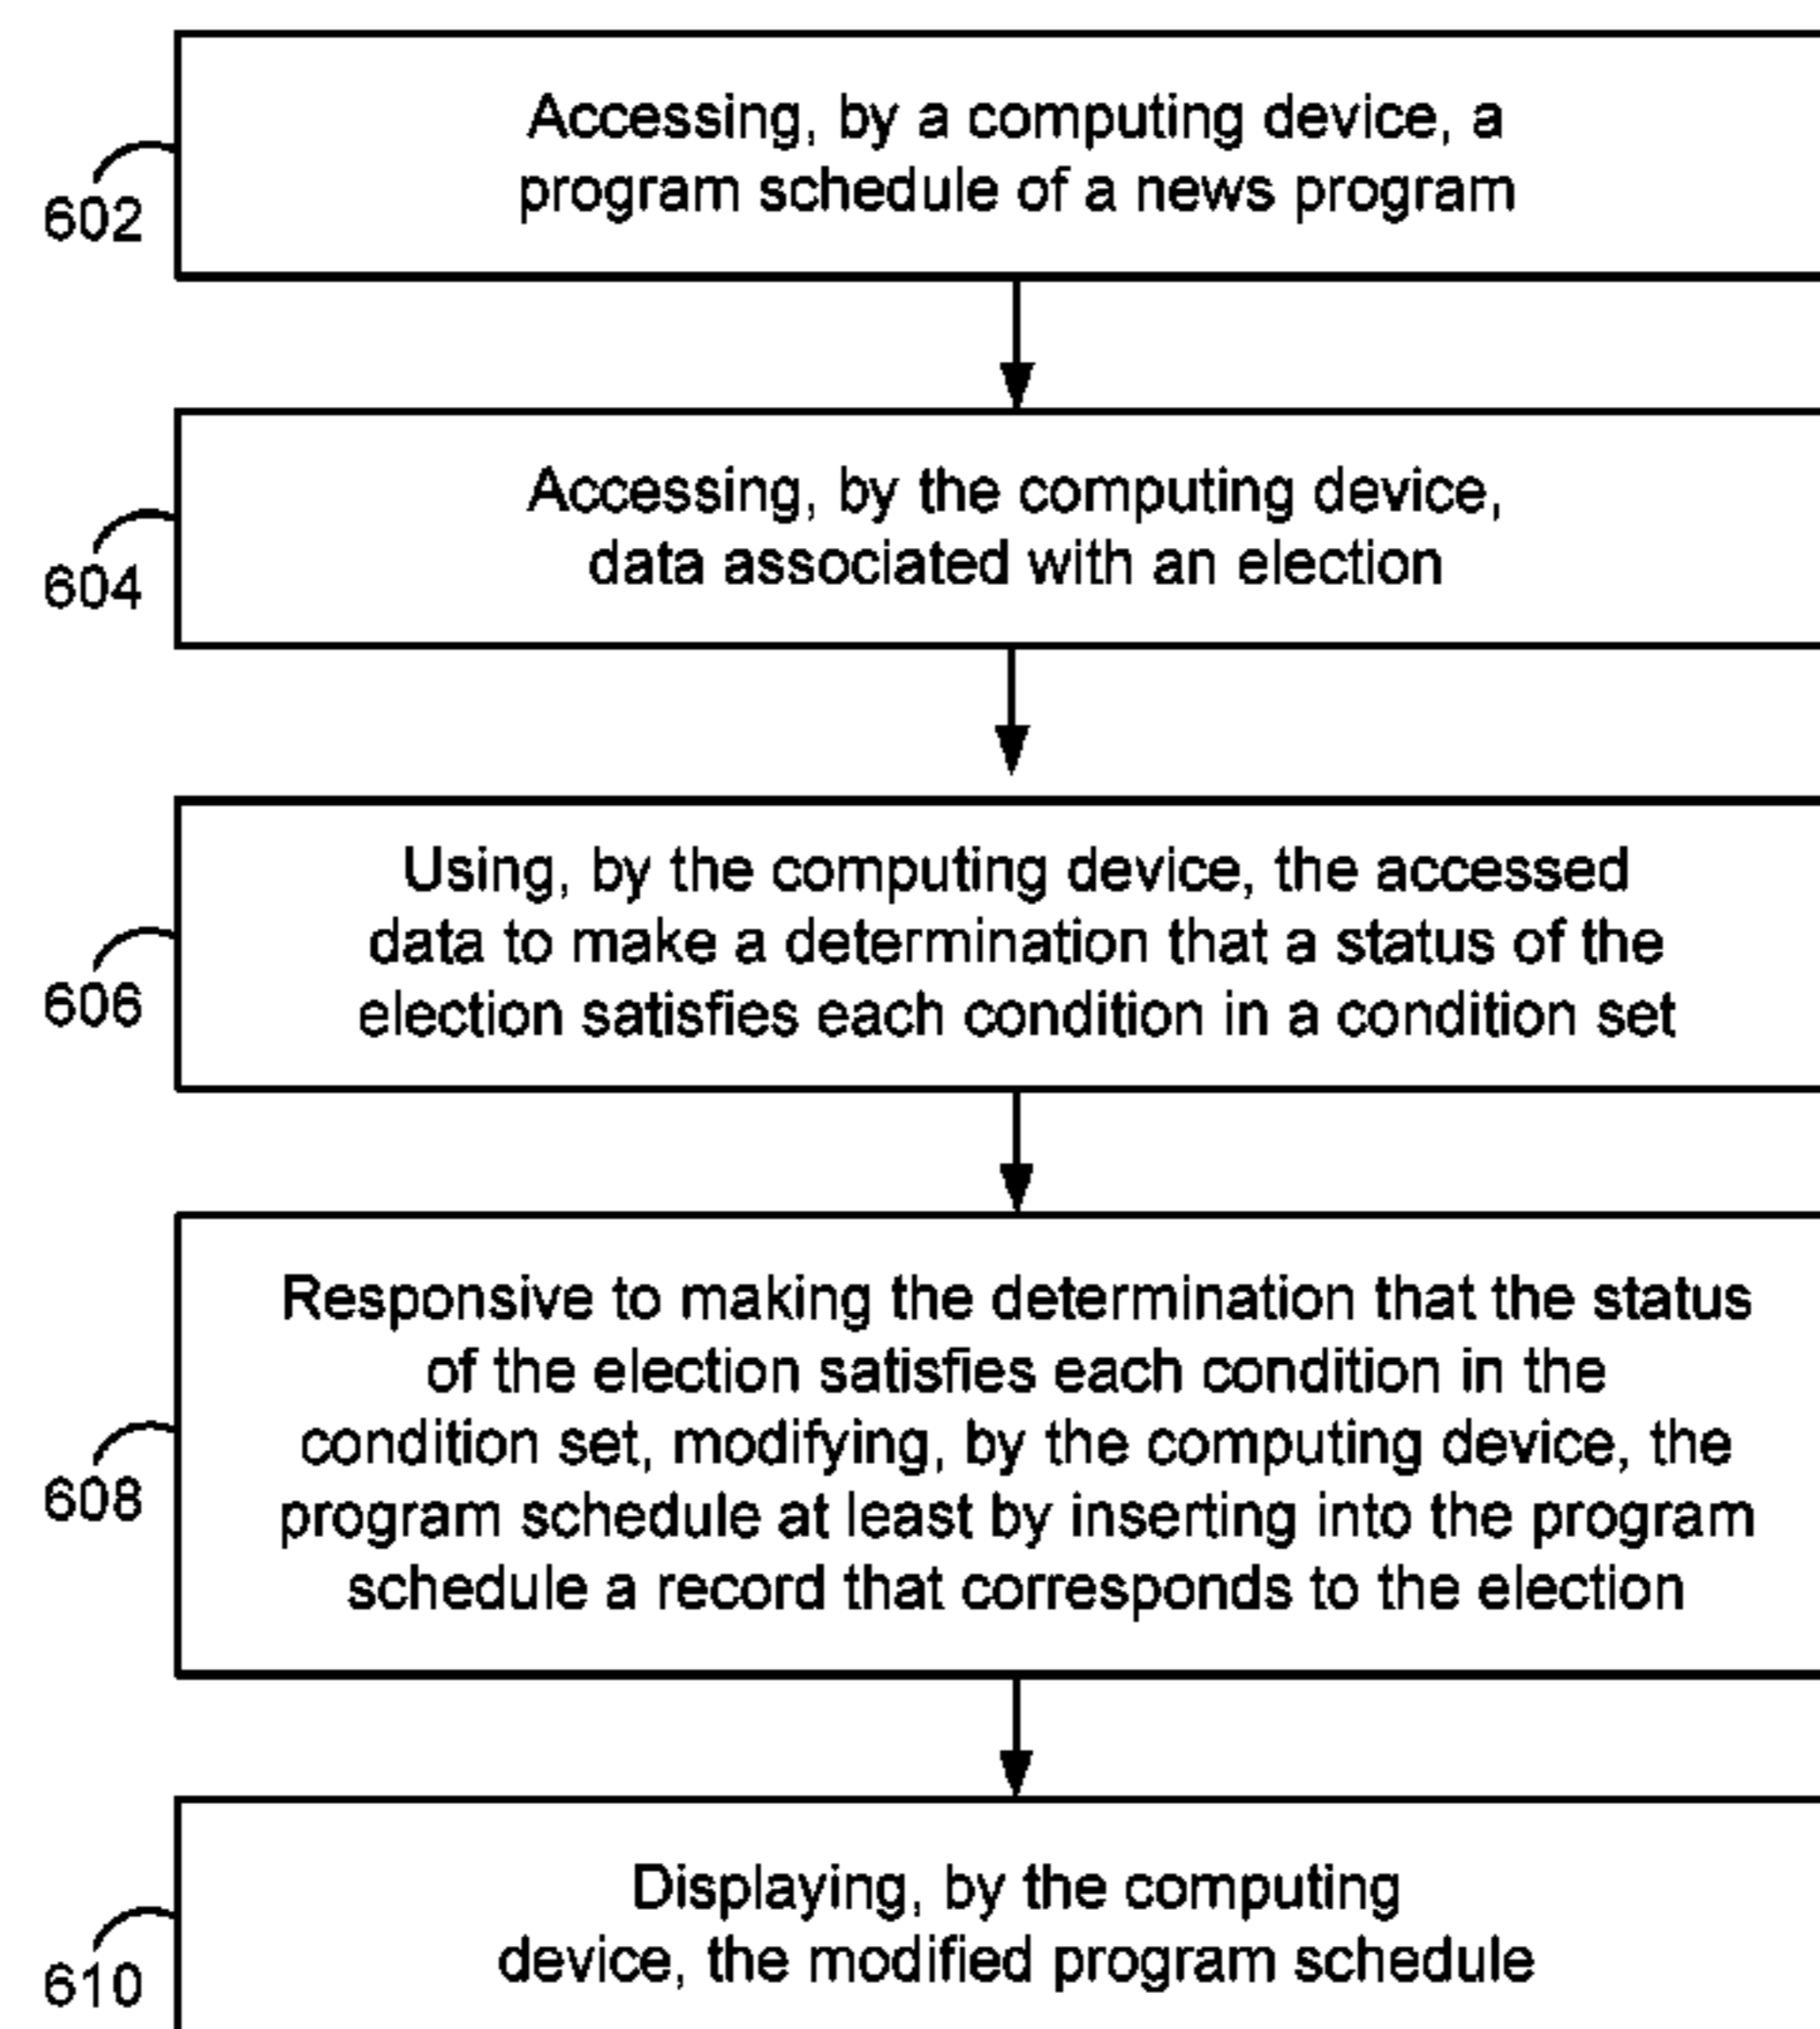 Accessing, by a computing device, a
program schedule of a news program
602
Accessing, by the computing device,
data associated with an election
604
Using, by the computing device, the accessed
data to make a determination that a status of the
election satisfies each condition in a condition set
606
Responsive to making the determination that the status
of the election satisfies each condition in the
condition set, modifying, by the computing device, the
program schedule at least by inserting into the program
schedule a record that corresponds to the election
608
Displaying, by the computing
device, the modified program schedule
610